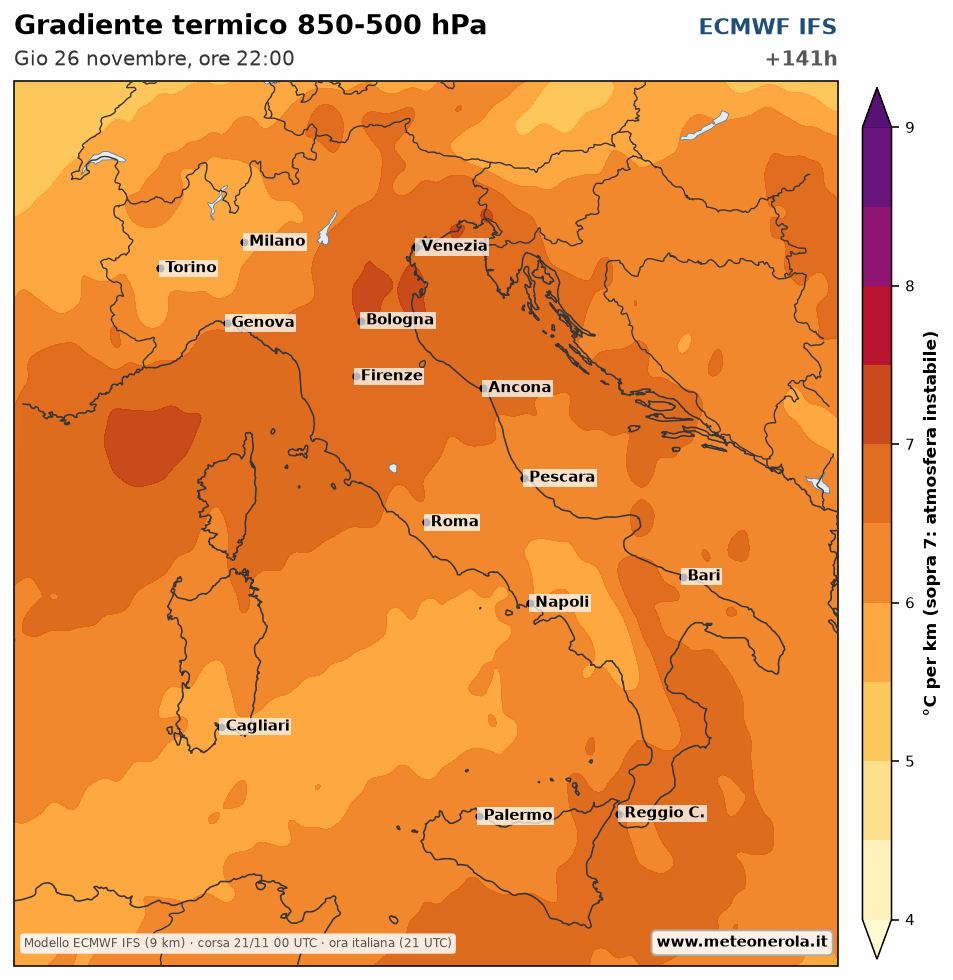 Gradiente termico 850-500 hPa
ECMWF IFS
Gio 26 novembre, ore 22:00
+141h
Milano
Venezia
Torino
Genova
Bologna
Firenze
Ancona
Pescara
Roma
Bari
Napoli
Cagliari
Palermo
Reggio C.
9
8
7
6
5
4
°C per km (sopra 7: atmosfera instabile)
Modello ECMWF IFS (9 km) · corsa 21/11 00 UTC · ora italiana (21 UTC)
www.meteonerola.it